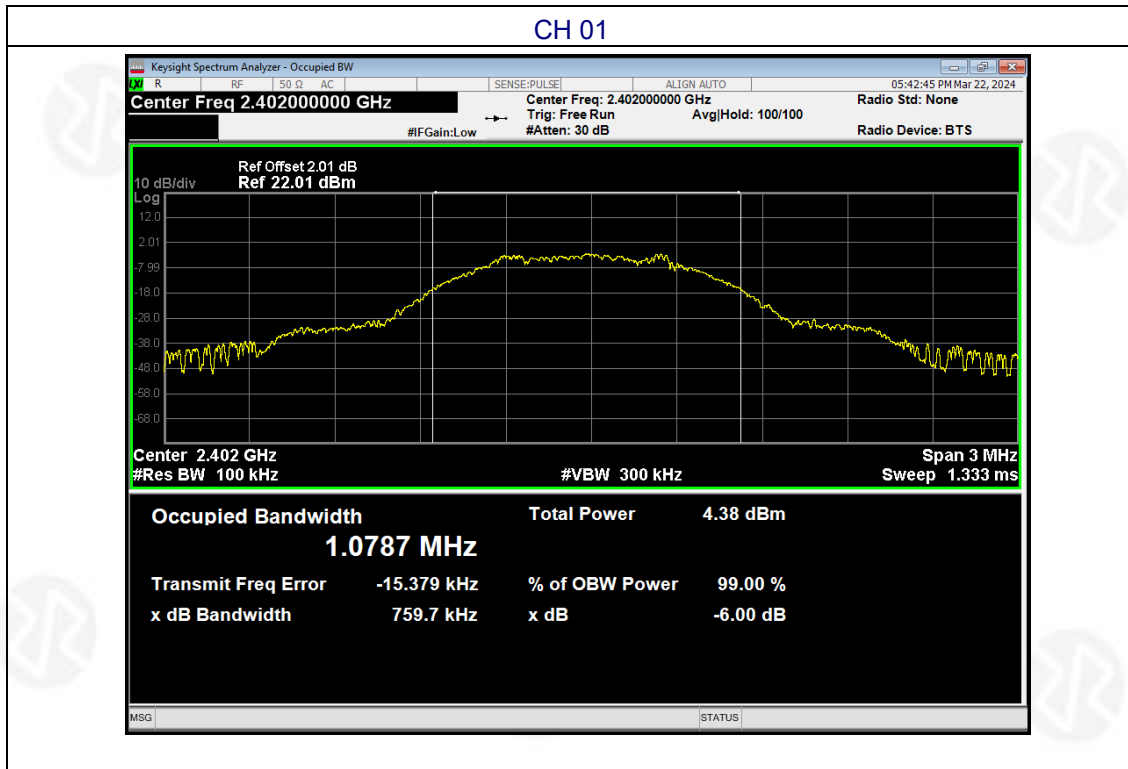 CH 01
Keysight Spectrum Analyzer - Occupied BW
LXI R RF 50 Ω AC SENSE:PULSE ALIGN AUTO 05:42:45 PM Mar 22, 2024
Center Freq 2.402000000 GHz Center Freq: 2.402000000 GHz Radio Std: None
Trig: Free Run Avg|Hold: 100/100
#IFGain:Low #Atten: 30 dB Radio Device: BTS
Ref Offset 2.01 dB
10 dB/div Ref 22.01 dBm
Log
12.0
2.01
-7.99
-18.0
-28.0
-38.0
-48.0
-58.0
-68.0
Center 2.402 GHz Span 3 MHz
#Res BW 100 kHz #VBW 300 kHz Sweep 1.333 ms
Occupied Bandwidth Total Power 4.38 dBm
1.0787 MHz
Transmit Freq Error -15.379 kHz % of OBW Power 99.00 %
x dB Bandwidth 759.7 kHz x dB -6.00 dB
MSG STATUS